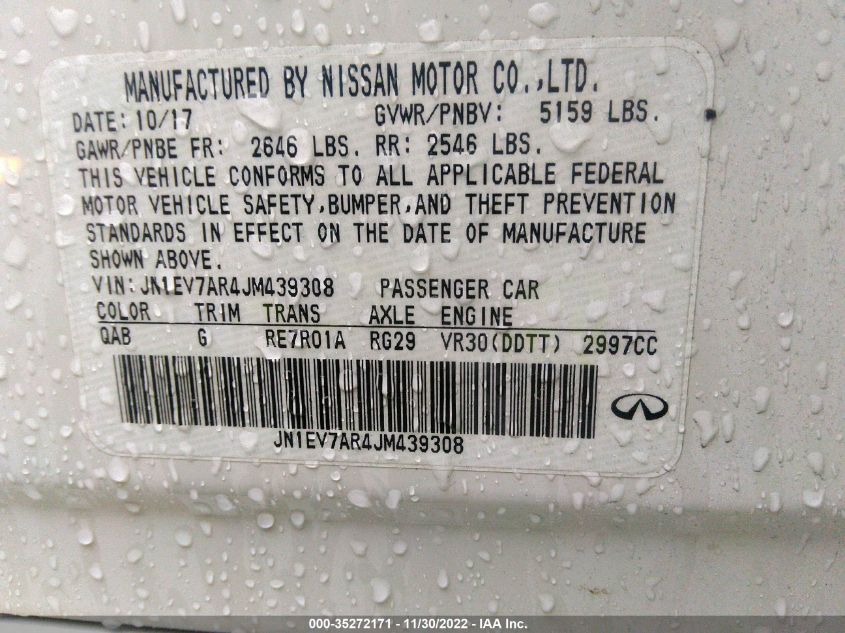 MANUFACTURED BY NISSAN MOTOR CO.,LTD.
DATE: 10/17 GVWR/PNBV: 5159 LBS.
GAWR/PNBE FR: 2646 LBS. RR: 2546 LBS.
THIS VEHICLE CONFORMS TO ALL APPLICABLE FEDERAL
MOTOR VEHICLE SAFETY,BUMPER,AND THEFT PREVENTION
STANDARDS IN EFFECT ON THE DATE OF MANUFACTURE
SHOWN ABOVE.
VIN:JN1EV7AR4JM439308 PASSENGER CAR
COLOR TRIM TRANS AXLE ENGINE
QAB G RE7R01A RG29 VR30(DDTT) 2997CC
JN1EV7AR4JM439308
000-35272171 - 11/30/2022 - 000-35272171